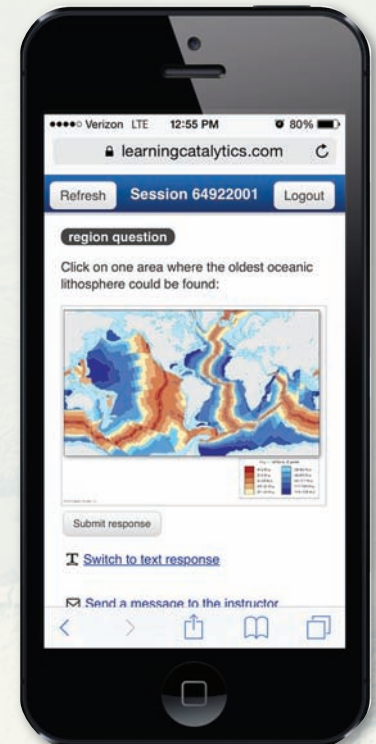 Verizon LTE 12:55 PM 80%
learningcatalytics.com
Refresh Session 64922001 Logout
region question
Click on one area where the oldest oceanic
lithosphere could be found:
Submit response
T Switch to text response
Send a message to the instructor